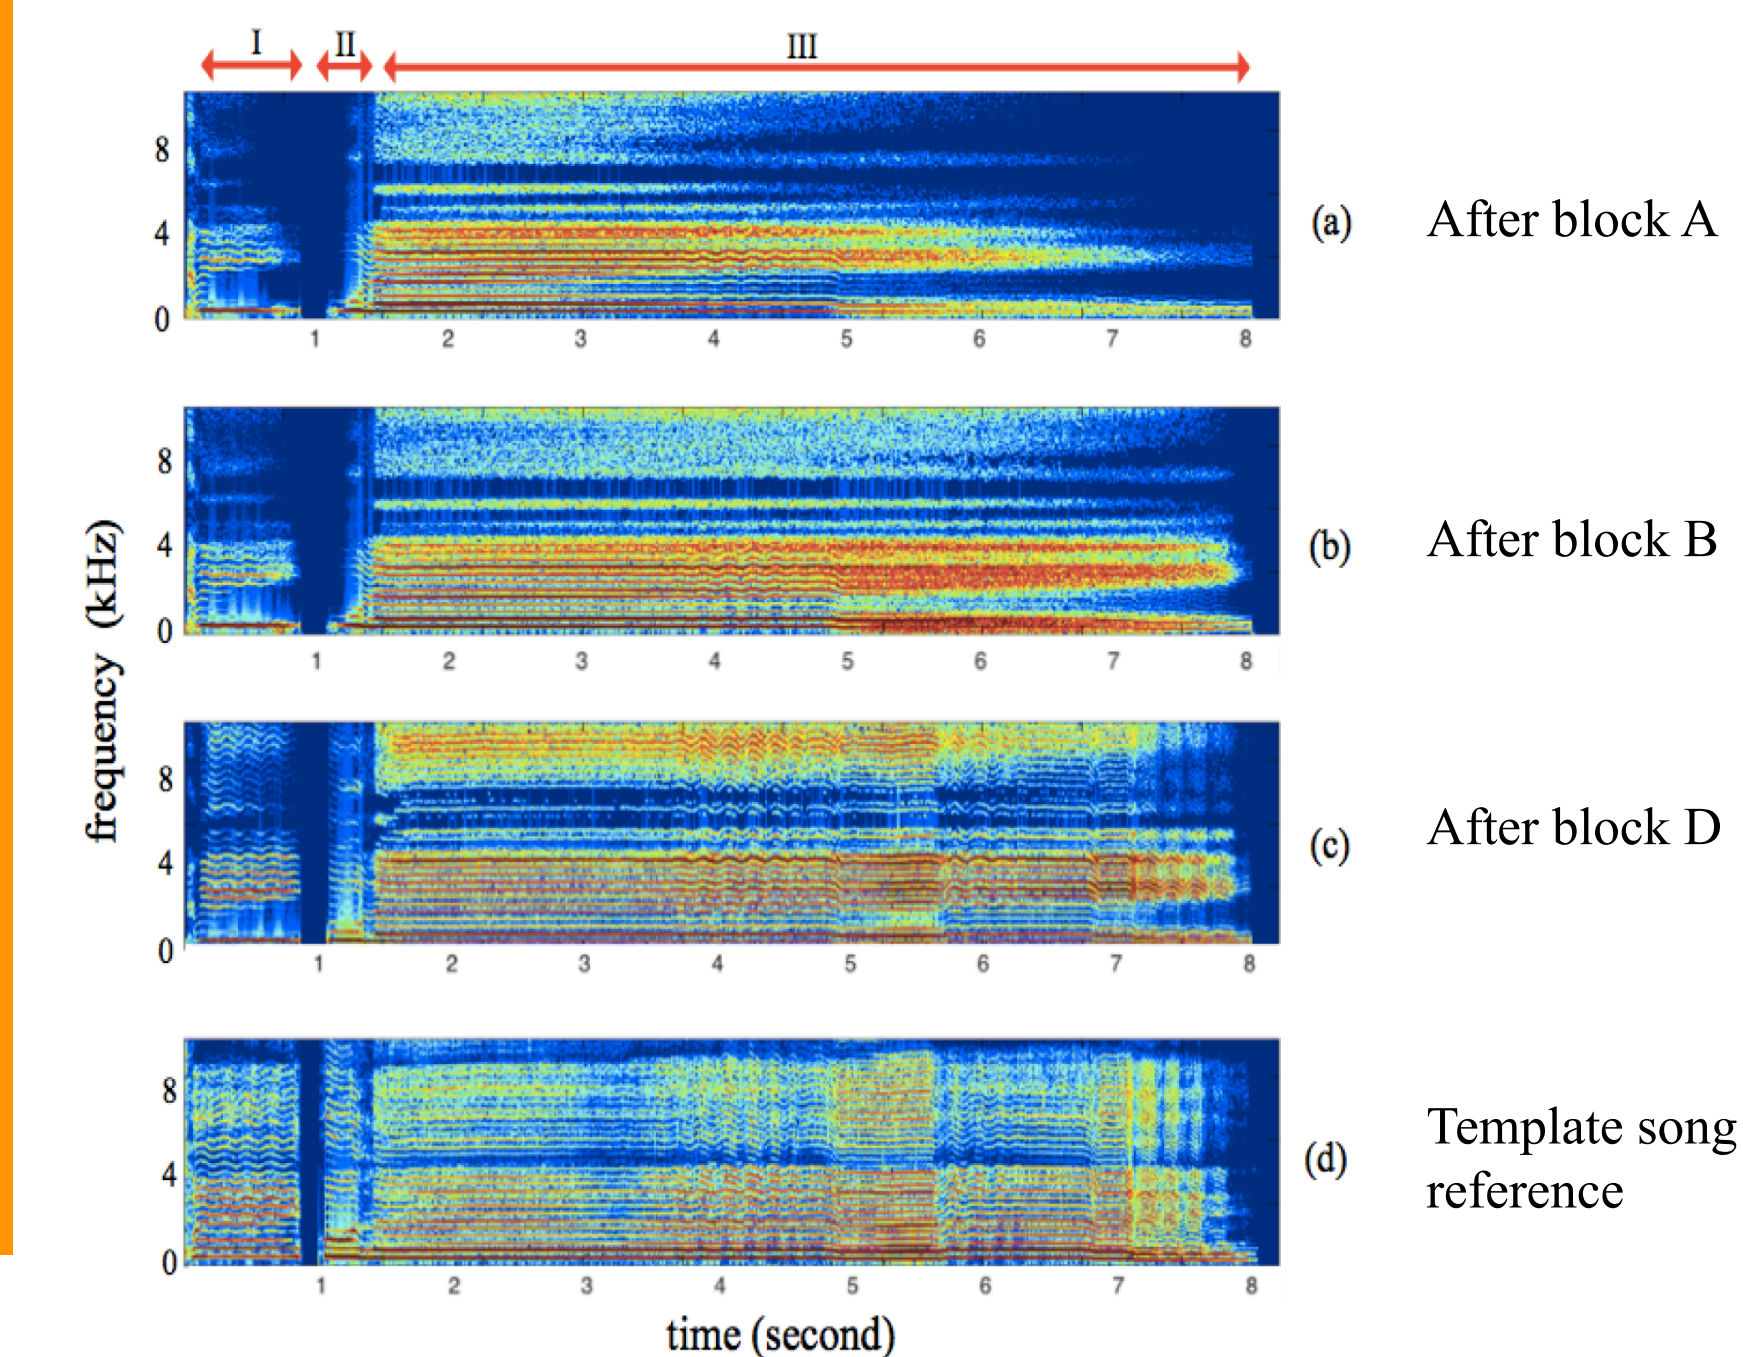 I II III
8
4
0
1 2 3 4 5 6 7 8
(a) After block A
8
4
0
1 2 3 4 5 6 7 8
(b) After block B
frequency (kHz)
8
4
0
1 2 3 4 5 6 7 8
(c) After block D
8
4
0
1 2 3 4 5 6 7 8
(d) Template song
reference
time (second)